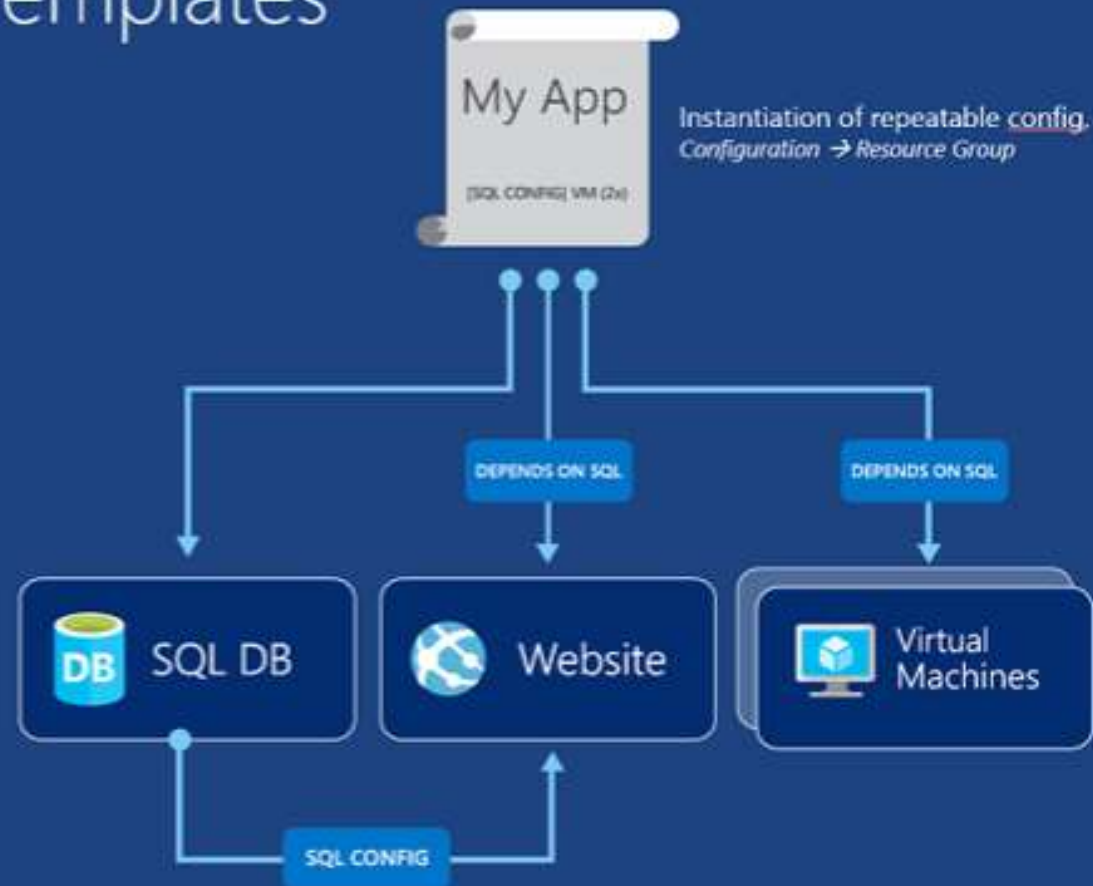 emplates
My App
[SQL CONFIG] VM (2x)
Instantiation of repeatable config.
Configuration → Resource Group
DEPENDS ON SQL
DEPENDS ON SQL
DB
SQL DB
Website
Virtual
Machines
SQL CONFIG